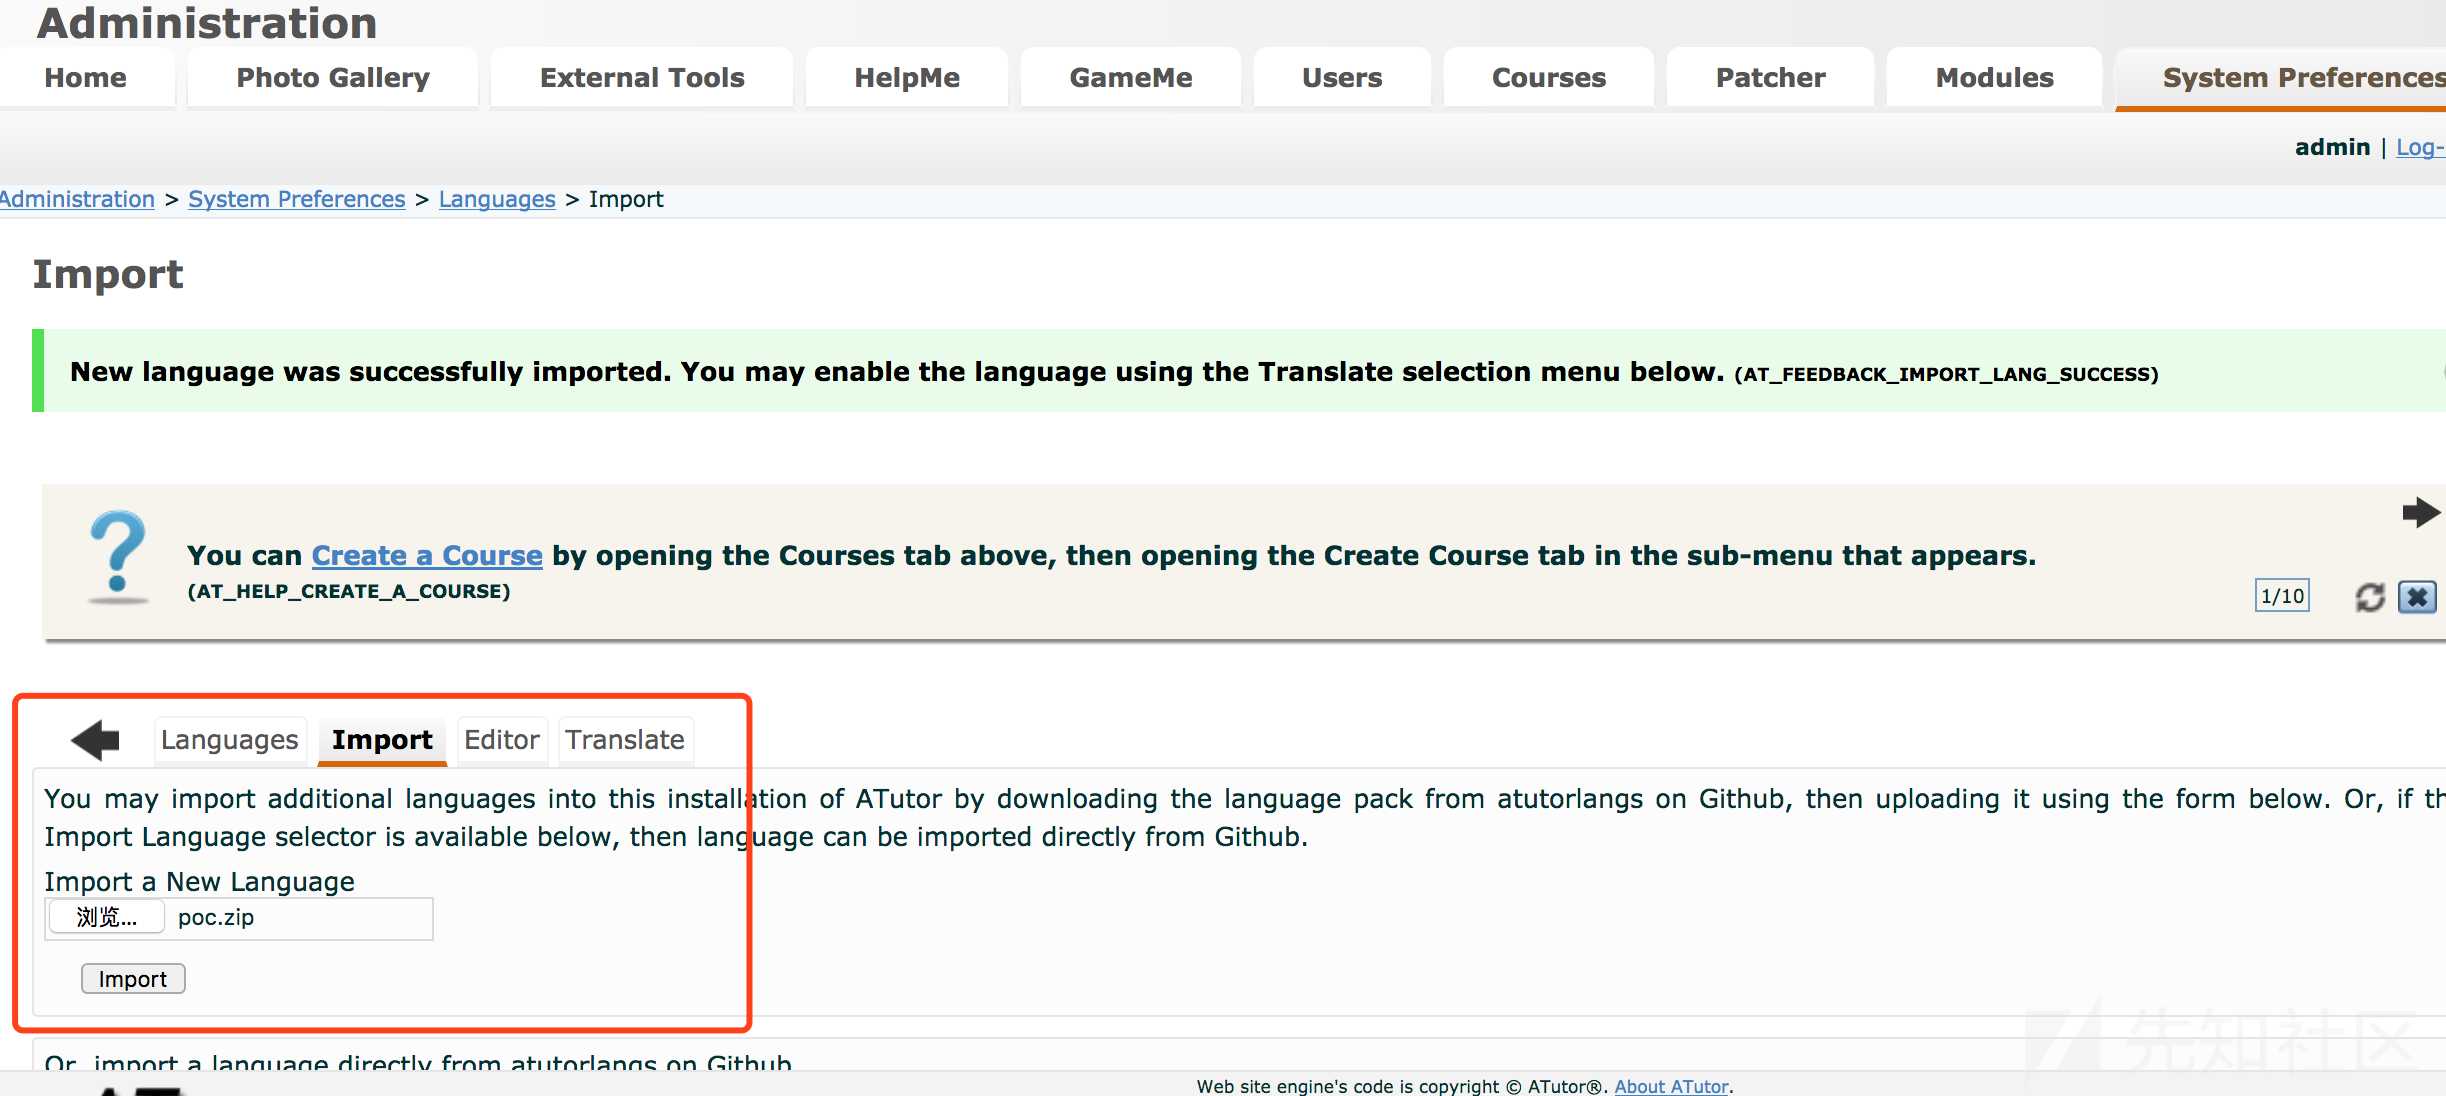 Administration
Home Photo Gallery External Tools HelpMe GameMe Users Courses Patcher Modules System Preferences
admin | Log-
Administration > System Preferences > Languages > Import
Import
New language was successfully imported. You may enable the language using the Translate selection menu below. (AT_FEEDBACK_IMPORT_LANG_SUCCESS)
You can Create a Course by opening the Courses tab above, then opening the Create Course tab in the sub-menu that appears.
(AT_HELP_CREATE_A_COURSE)
1/10
Languages Import Editor Translate
You may import additional languages into this installation of ATutor by downloading the language pack from atutorlangs on Github, then uploading it using the form below. Or, if th
Import Language selector is available below, then language can be imported directly from Github.
Import a New Language
浏览... poc.zip
Import
Or, import a language directly from atutorlangs on Github
Web site engine's code is copyright © ATutor®. About ATutor.
先知社区